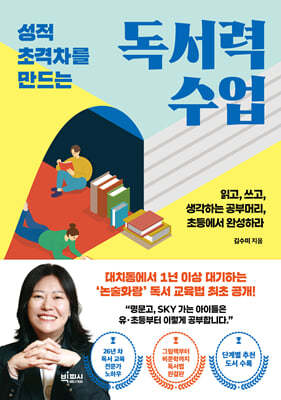 성적
초격차를
만드는
독서력
수업
읽고, 쓰고,
생각하는 공부머리,
초등에서 완성하라
김수미 지음
대치동에서 1년 이상 대기하는
‘논술화랑’ 독서 교육법 최초 공개!
“명문고, SKY 가는 아이들은
유·초등부터 이렇게 공부합니다.”
26년 차
독서 교육
전문가
노하우
그림책부터
비문학까지
독서법
완결판
단계별 추천
도서 수록
빅피시